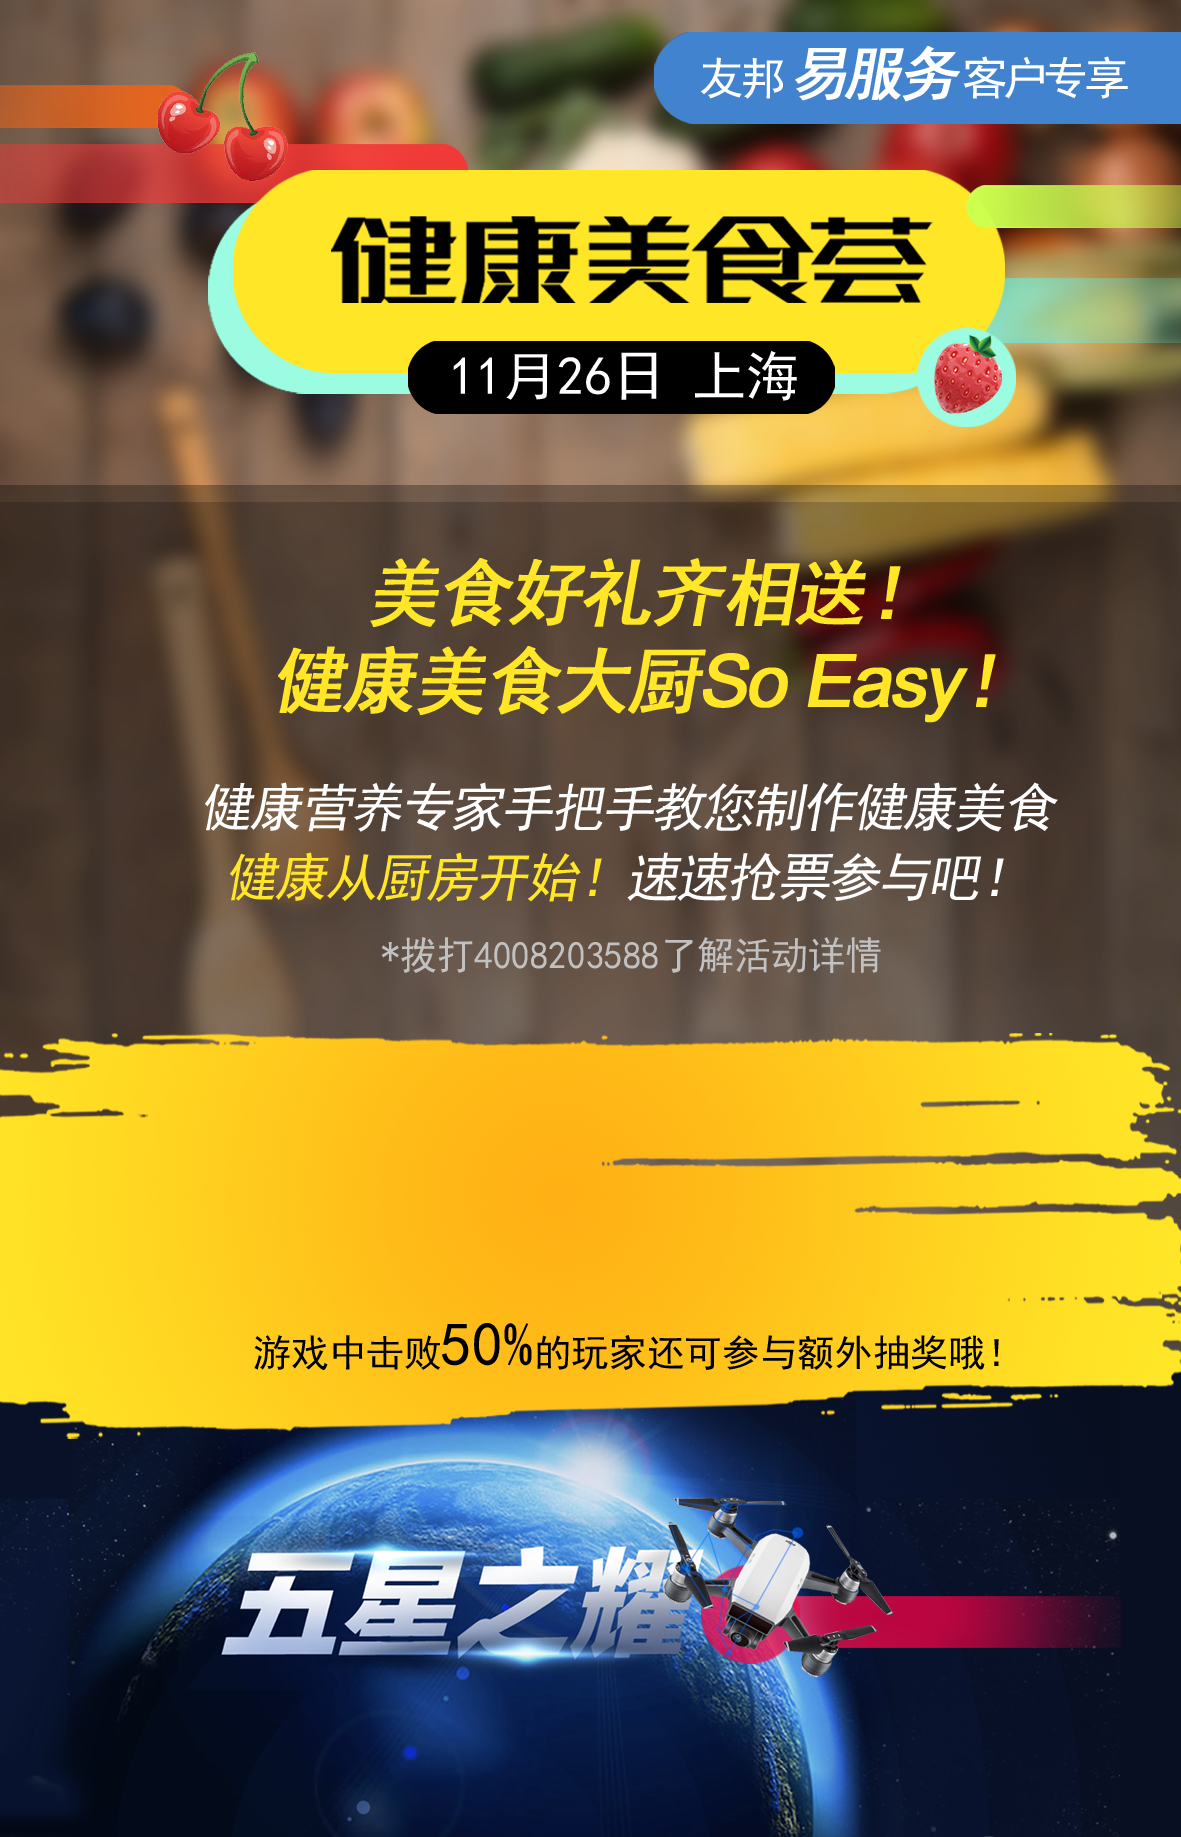 友邦 易服务 客户专享
健康美食荟
11月26日 上海
美食好礼齐相送！
健康美食大厨So Easy！
健康营养专家手把手教您制作健康美食
健康从厨房开始！速速抢票参与吧！
*拨打4008203588了解活动详情
游戏中击败50%的玩家还可参与额外抽奖哦！
五星之耀